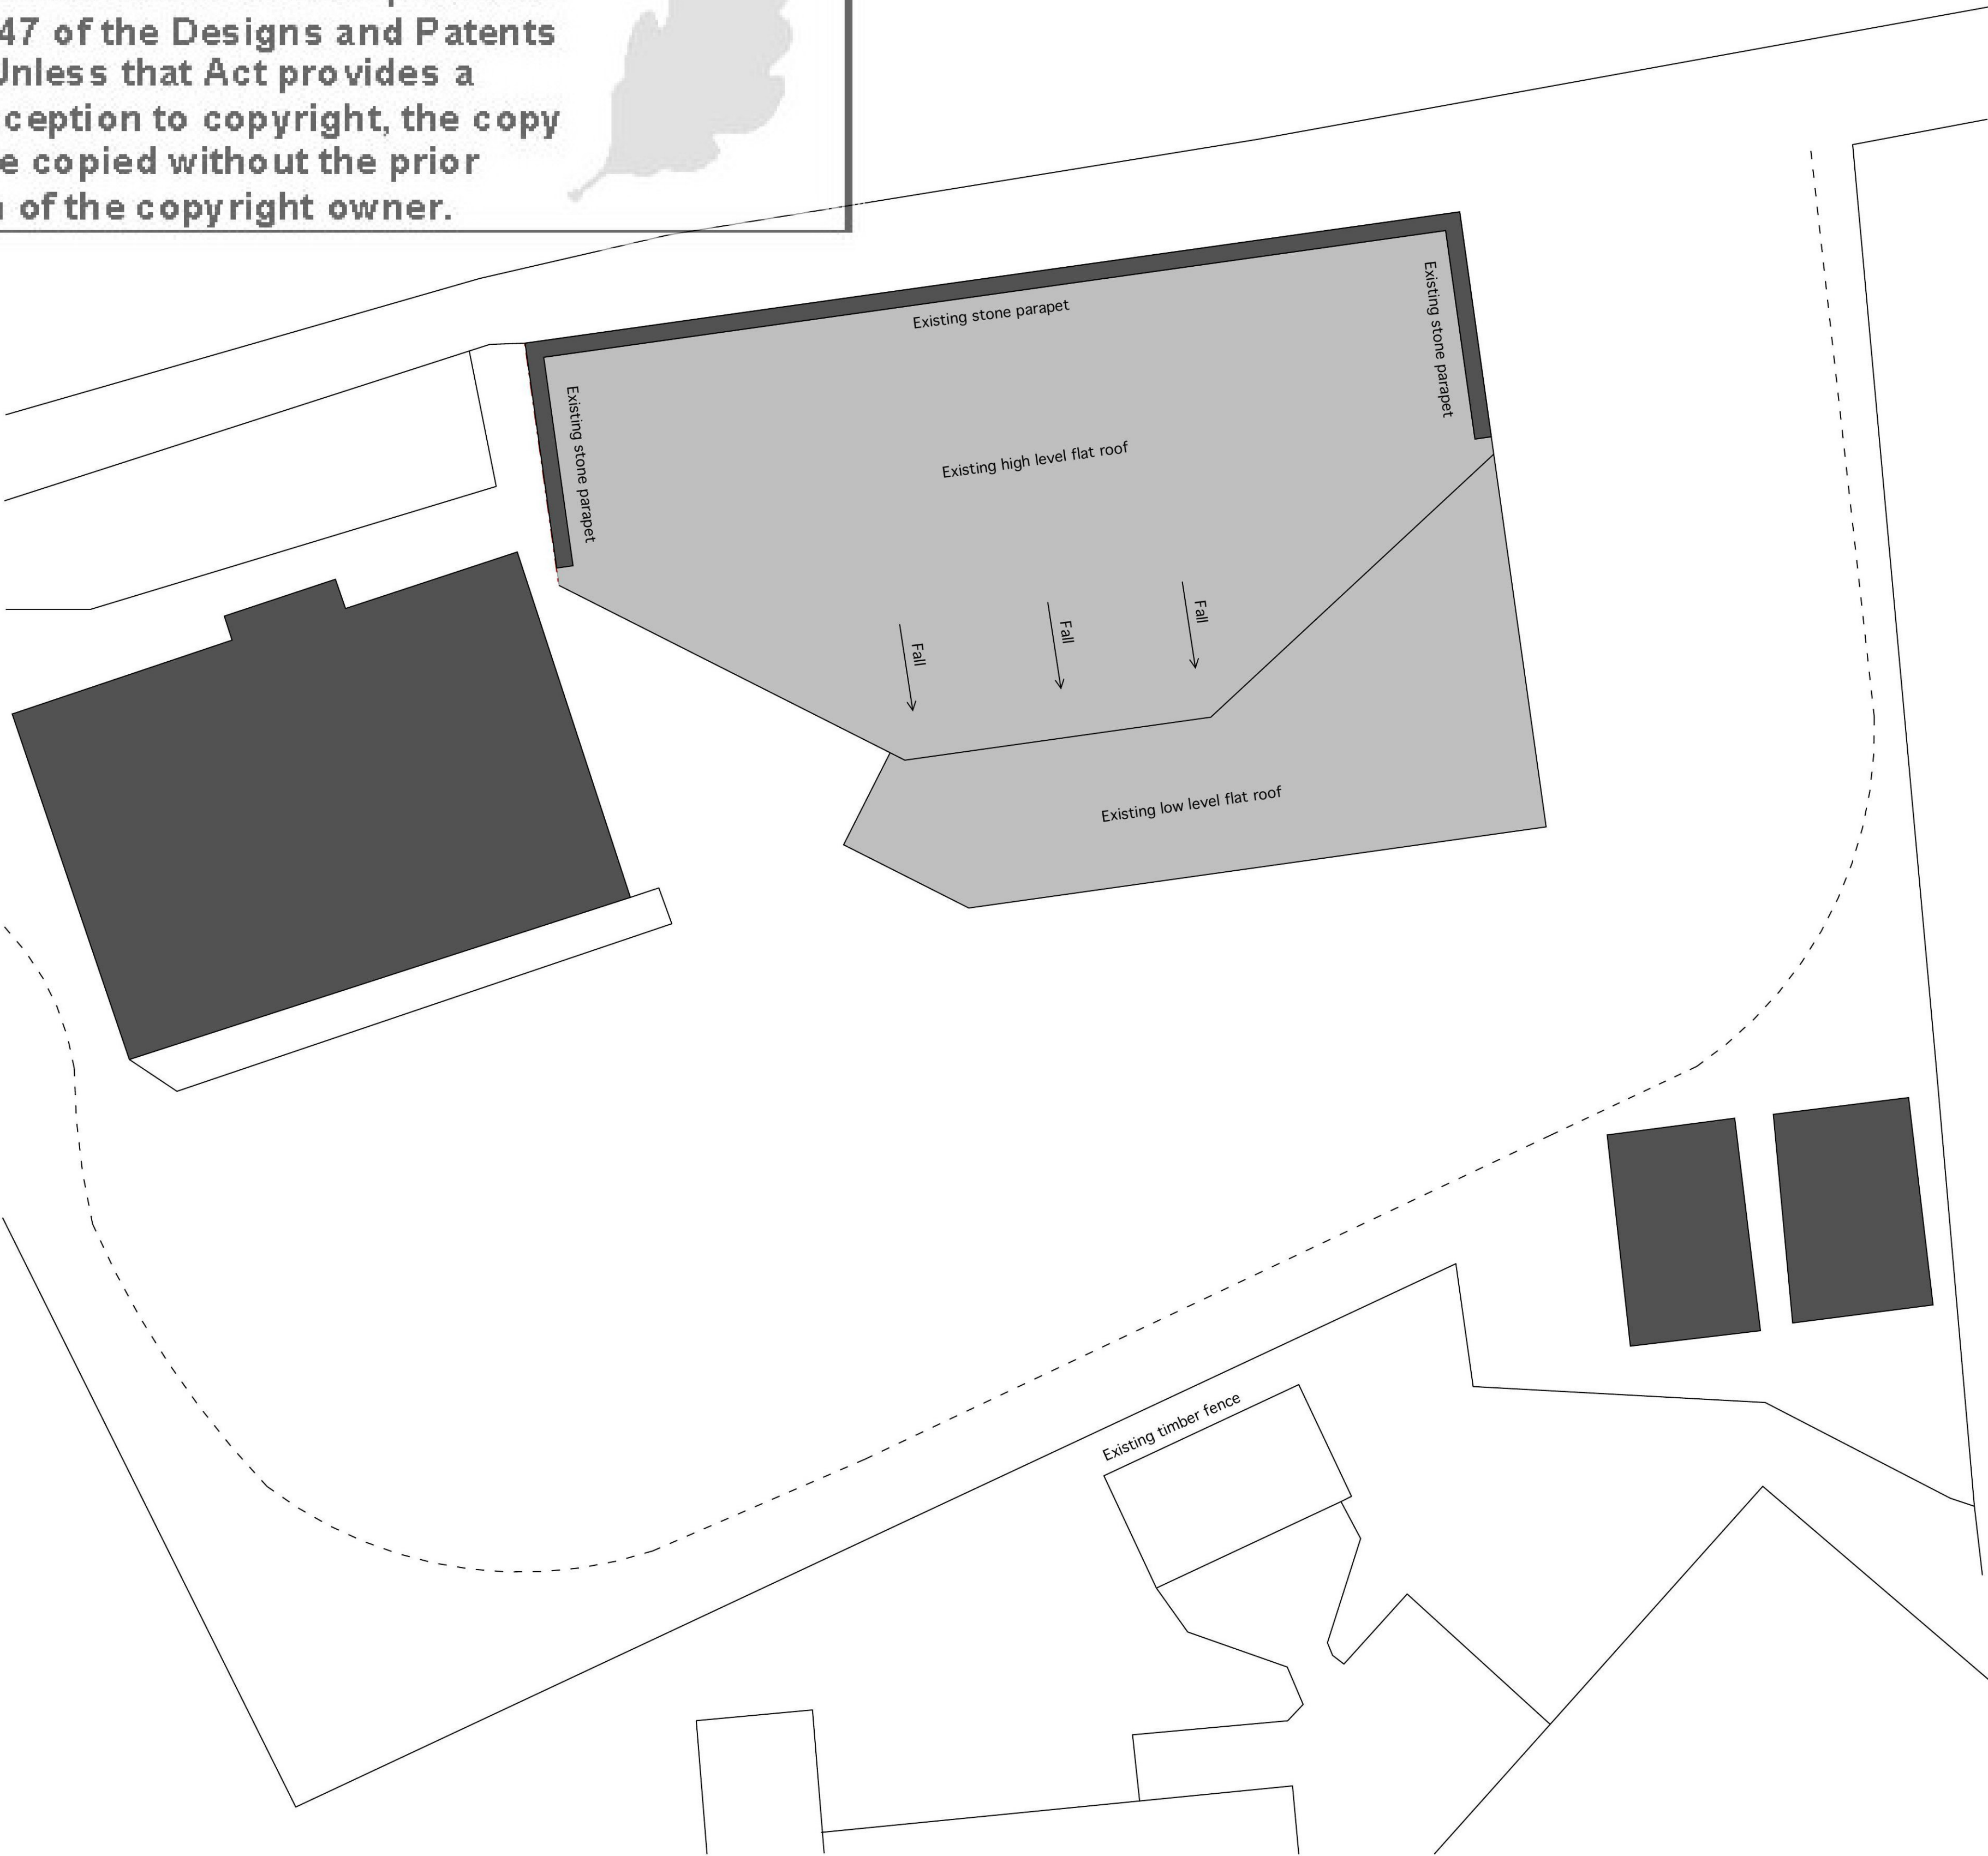 47 of the Designs and Patents
Unless that Act provides a
ception to copyright, the copy
e copied without the prior
of the copyright owner.
Existing stone parapet
Existing stone parapet
Existing stone parapet
Existing high level flat roof
Fall
Fall
Fall
Existing low level flat roof
Existing timber fence